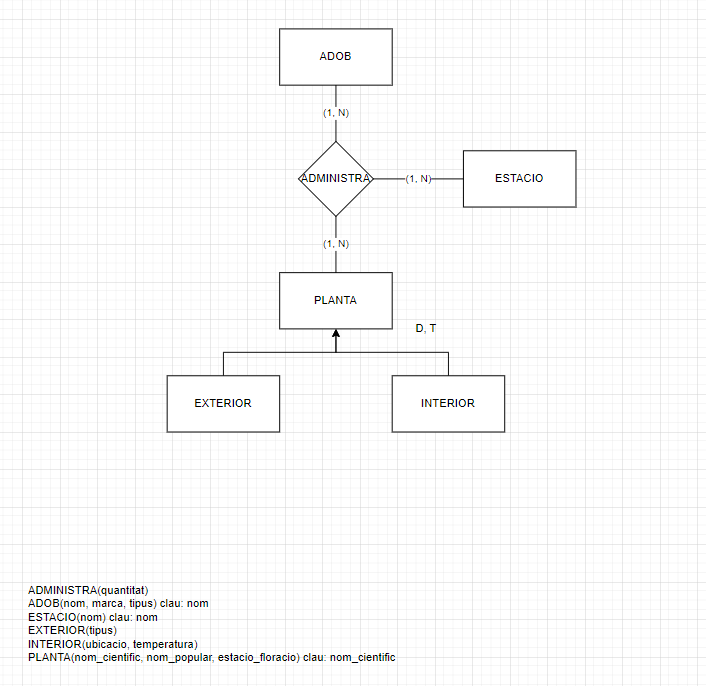 ADOB
(1, N)
ADMINISTRA
(1, N)
ESTACIO
(1, N)
PLANTA
D, T
EXTERIOR
INTERIOR
ADMINISTRA(quantitat)
ADOB(nom, marca, tipus) clau: nom
ESTACIO(nom) clau: nom
EXTERIOR(tipus)
INTERIOR(ubicacio, temperatura)
PLANTA(nom_cientific, nom_popular, estacio_floracio) clau: nom_cientific